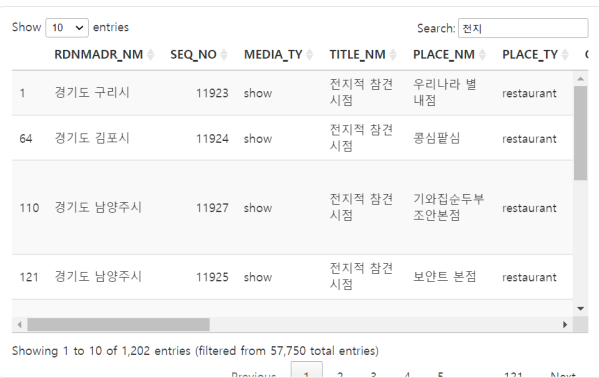 Show 10 entries Search: 전지
RDNMADR_NM SEQ_NO MEDIA_TY TITLE_NM PLACE_NM PLACE_TY
1 경기도 구리시 11923 show 전지적 참견 시점 우리나라 별내점 restaurant
64 경기도 김포시 11924 show 전지적 참견 시점 콩심팥심 restaurant
110 경기도 남양주시 11927 show 전지적 참견 시점 기와집순두부 조안본점 restaurant
121 경기도 남양주시 11925 show 전지적 참견 시점 보얀트 본점 restaurant
Showing 1 to 10 of 1,202 entries (filtered from 57,750 total entries)
Previous 1 2 3 4 5 121 Next